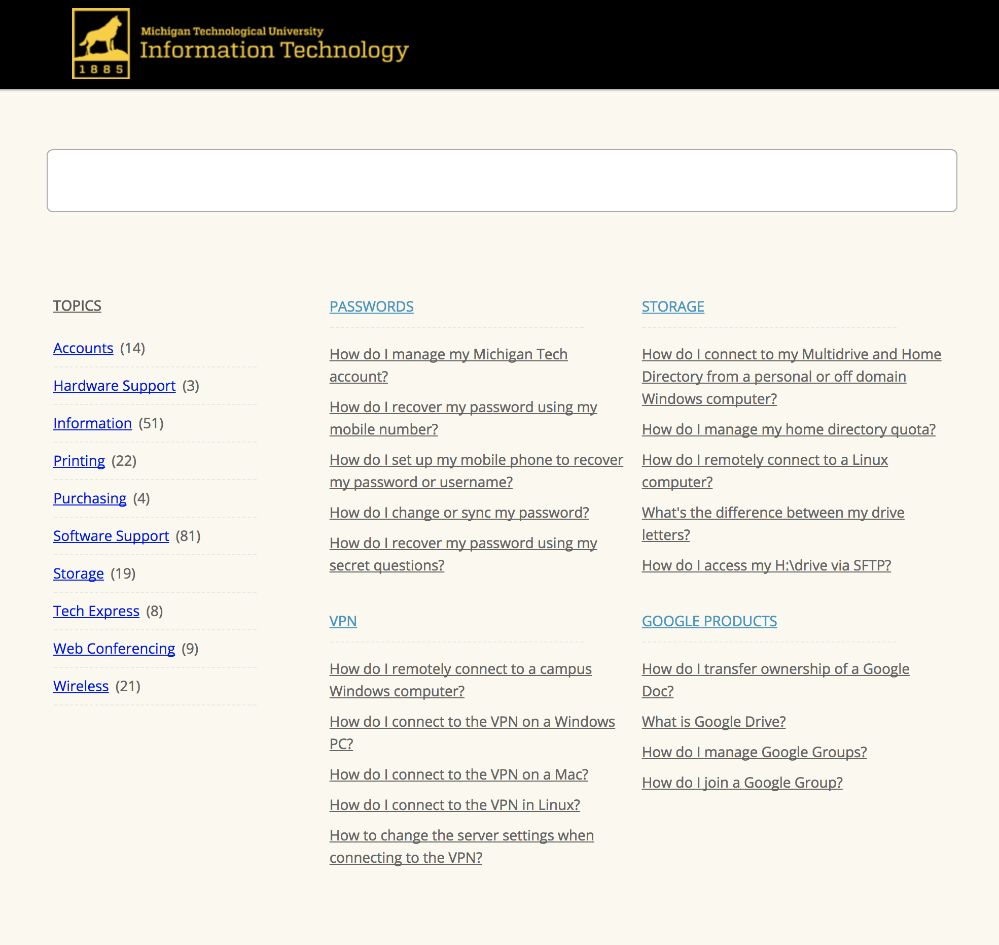 Michigan Technological University
Information Technology
1885
TOPICS
Accounts (14)
Hardware Support (3)
Information (51)
Printing (22)
Purchasing (4)
Software Support (81)
Storage (19)
Tech Express (8)
Web Conferencing (9)
Wireless (21)
PASSWORDS
How do I manage my Michigan Tech
account?
How do I recover my password using my
mobile number?
How do I set up my mobile phone to recover
my password or username?
How do I change or sync my password?
How do I recover my password using my
secret questions?
STORAGE
How do I connect to my Multidrive and Home
Directory from a personal or off domain
Windows computer?
How do I manage my home directory quota?
How do I remotely connect to a Linux
computer?
What's the difference between my drive
letters?
How do I access my H:\drive via SFTP?
VPN
How do I remotely connect to a campus
Windows computer?
How do I connect to the VPN on a Windows
PC?
How do I connect to the VPN on a Mac?
How do I connect to the VPN in Linux?
How to change the server settings when
connecting to the VPN?
GOOGLE PRODUCTS
How do I transfer ownership of a Google
Doc?
What is Google Drive?
How do I manage Google Groups?
How do I join a Google Group?